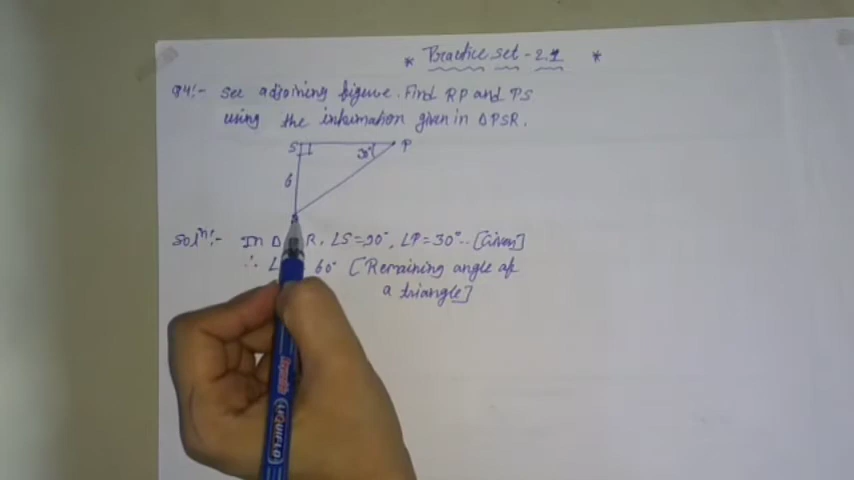 * Practice set - 2.1 *
Q4!- See adjoining figure. Find RP and PS
using the information given in ΔPSR.
S 30° P
6
Solⁿ!- In Δ R, ∠S=90°, ∠P=30°.. [Given]
∴ ∠ 60° [Remaining angle of
a triangle]
LIQUIFLO